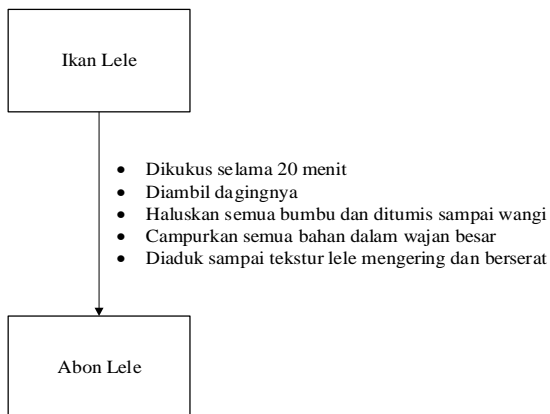 Ikan Lele
• Dikukus selama 20 menit
• Diambil dagingnya
• Haluskan semua bumbu dan ditumis sampai wangi
• Campurkan semua bahan dalam wajan besar
• Diaduk sampai tekstur lele mengering dan berserat
Abon Lele